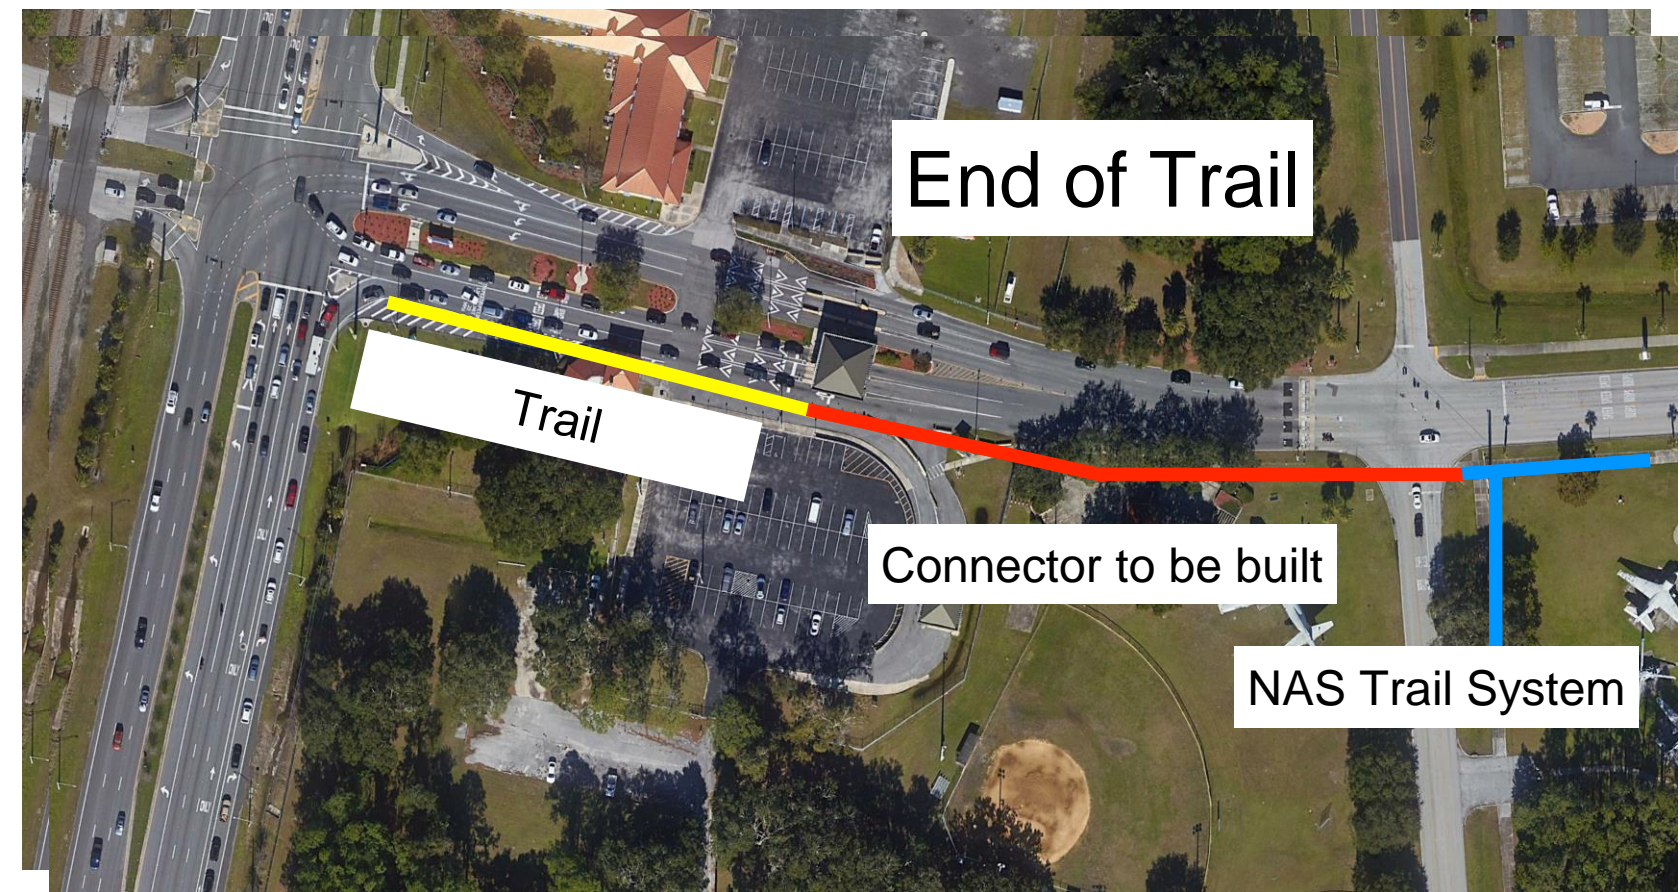 End of Trail
Trail
Connector to be built
NAS Trail System